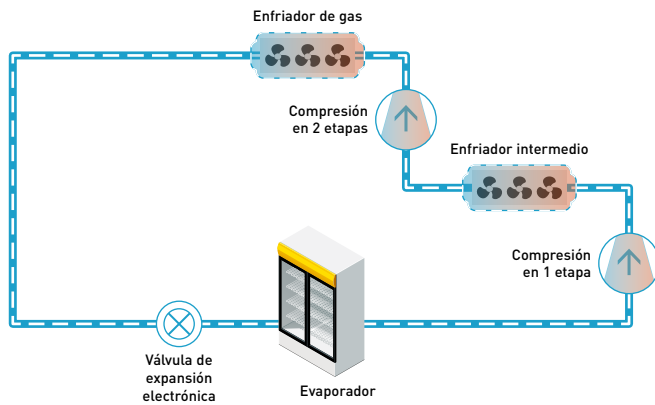 Enfriador de gas
Compresión
en 2 etapas
Enfriador intermedio
Compresión
en 1 etapa
Válvula de
expansión
electrónica
Evaporador